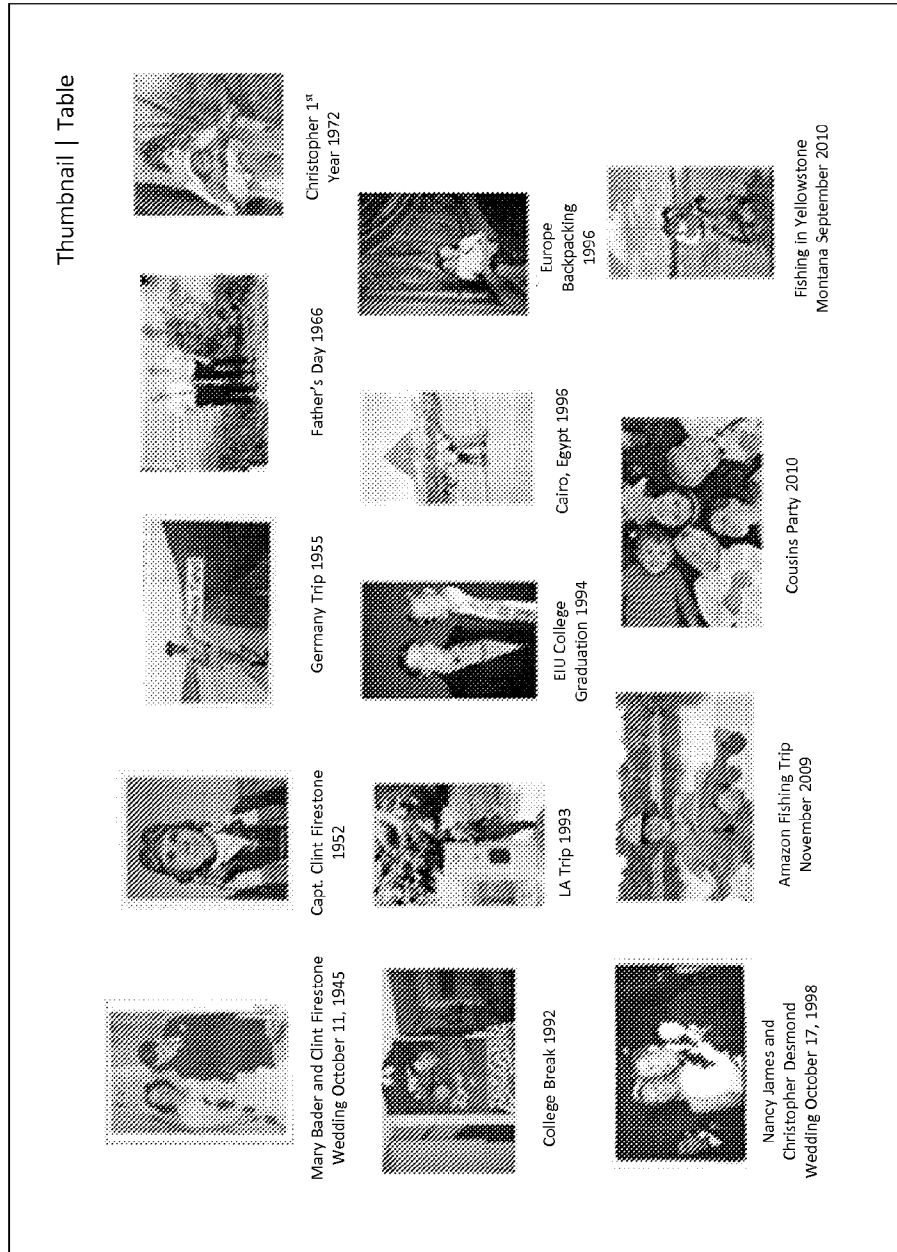 Thumbnail | Table
Mary Bader and Clint Firestone
Wedding October 11, 1945
Capt. Clint Firestone
1952
Germany Trip 1955
Father's Day 1966
Christopher 1st
Year 1972
College Break 1992
LA Trip 1993
EIU College
Graduation 1994
Cairo, Egypt 1996
Europe
Backpacking
1996
Nancy James and
Christopher Desmond
Wedding October 17, 1998
Amazon Fishing Trip
November 2009
Cousins Party 2010
Fishing in Yellowstone
Montana September 2010